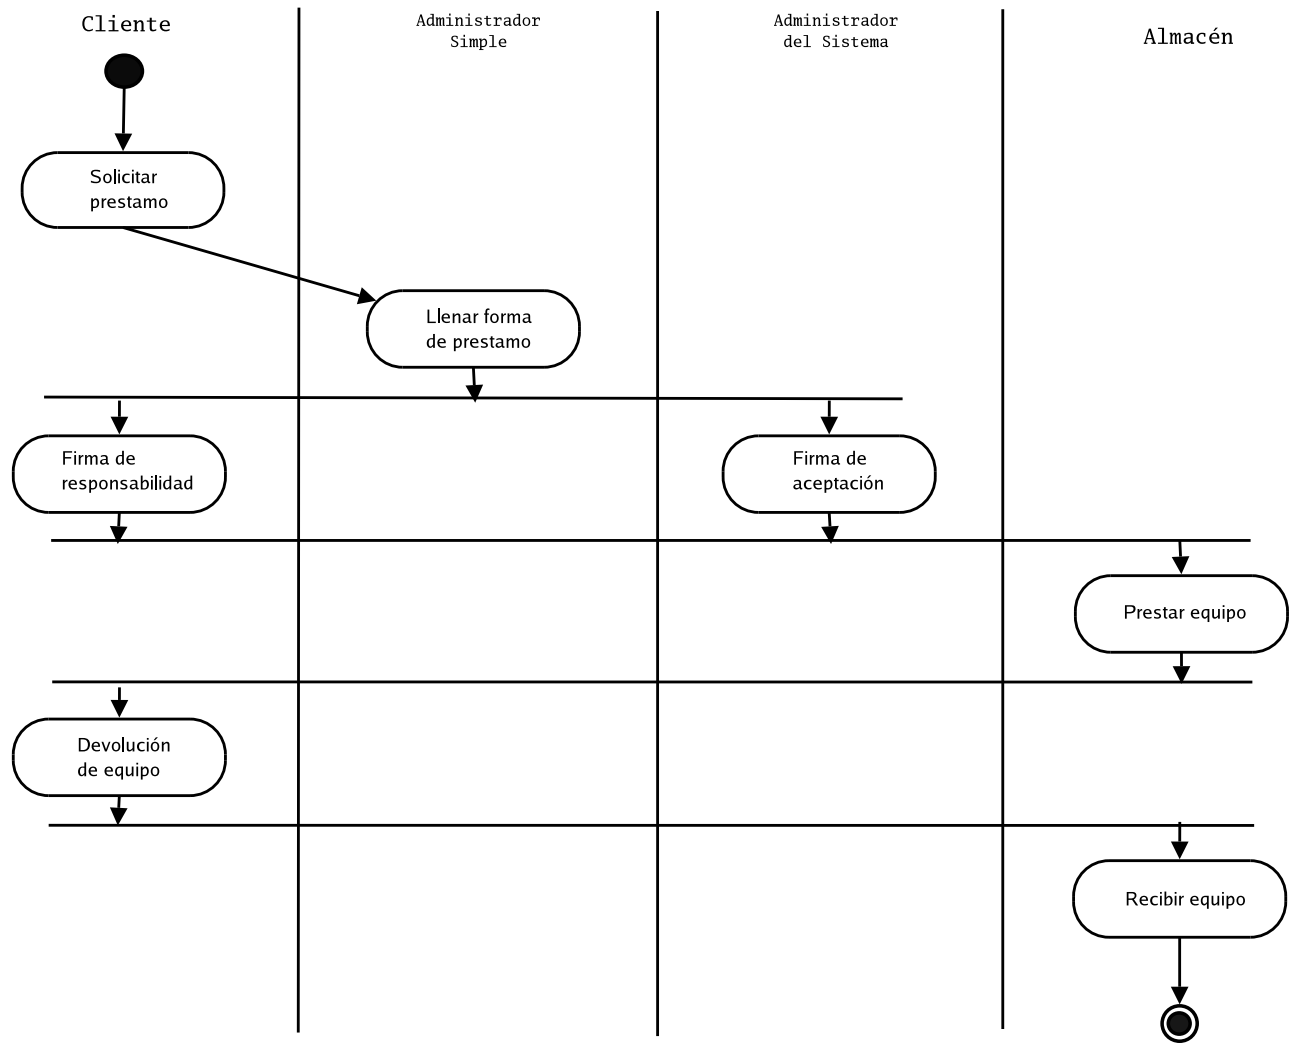 Cliente
Administrador
Simple
Administrador
del Sistema
Almacén
Solicitar
prestamo
Llenar forma
de prestamo
Firma de
responsabilidad
Firma de
aceptación
Prestar equipo
Devolución
de equipo
Recibir equipo